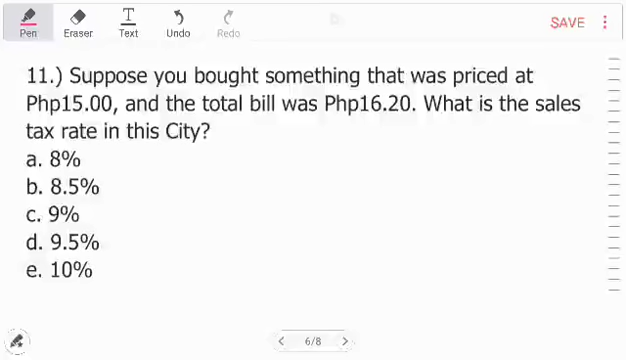 Pen Eraser Text Undo Redo SAVE
11.) Suppose you bought something that was priced at
Php15.00, and the total bill was Php16.20. What is the sales
tax rate in this City?
a. 8%
b. 8.5%
c. 9%
d. 9.5%
e. 10%
6/8